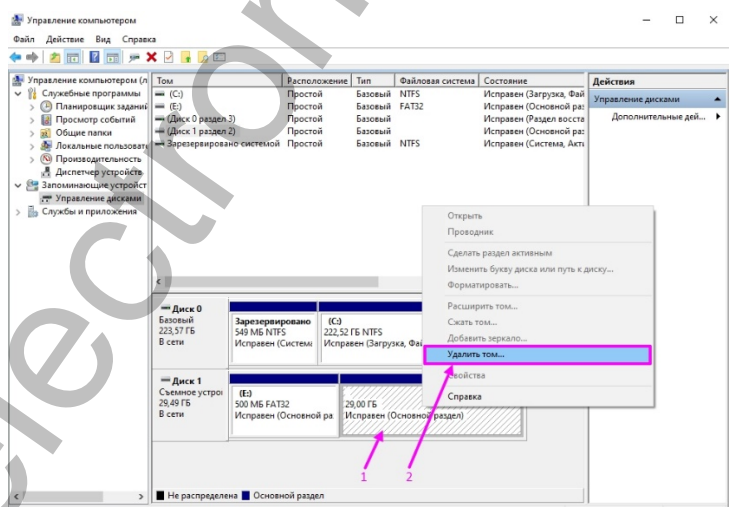 Управление компьютером
Файл Действие Вид Справка
Управление компьютером (л
Служебные программы
Планировщик заданий
Просмотр событий
Общие папки
Локальные пользовате
Производительность
Диспетчер устройств
Запоминающие устройст
Управление дисками
Службы и приложения
Том Расположение Тип Файловая система Состояние
(C:) Простой Базовый NTFS Исправен (Загрузка, Фай
(E:) Простой Базовый FAT32 Исправен (Основной раз
(Диск 0 раздел 3) Простой Базовый Исправен (Раздел восста
(Диск 1 раздел 2) Простой Базовый Исправен (Основной раз
Зарезервировано системой Простой Базовый NTFS Исправен (Система, Акти
Действия
Управление дисками
Дополнительные дей...
Открыть
Проводник
Сделать раздел активным
Изменить букву диска или путь к диску...
Форматировать...
Расширить том...
Сжать том...
Добавить зеркало...
Удалить том...
Свойства
Справка
Диск 0
Базовый
223,57 ГБ
В сети
Зарезервировано
549 МБ NTFS
Исправен (Система
(C:)
222,52 ГБ NTFS
Исправен (Загрузка, Фай
Диск 1
Съемное устрой
29,49 ГБ
В сети
(E:)
500 МБ FAT32
Исправен (Основной ра
29,00 ГБ
Исправен (Основной раздел)
1
2
Не распределена Основной раздел